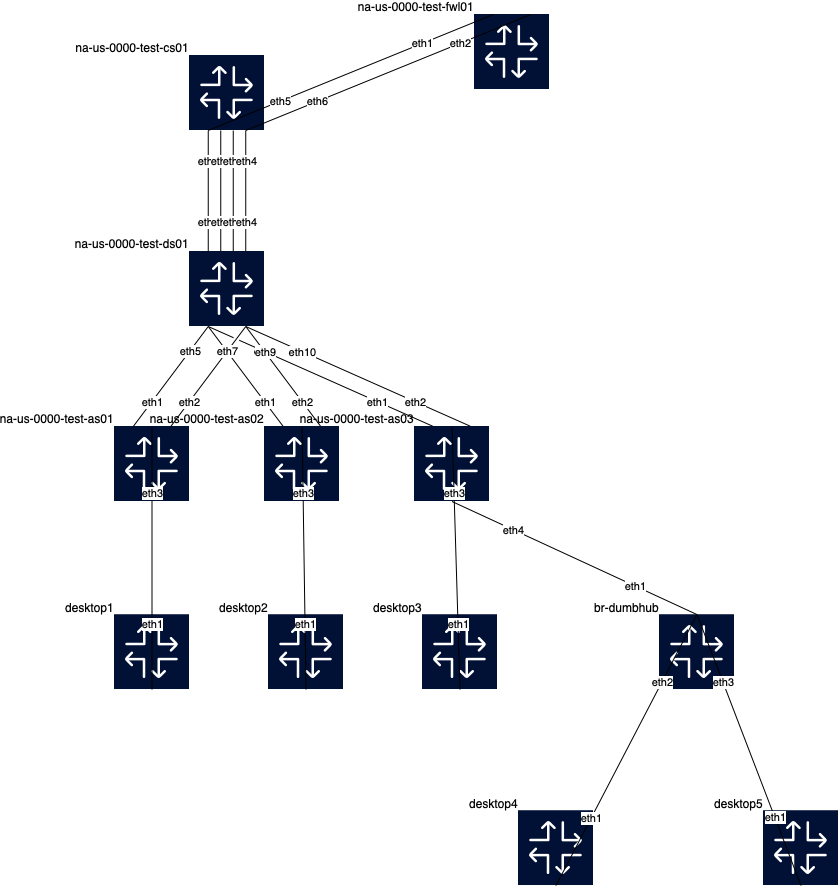 na-us-0000-test-fwl01
eth1
eth2
na-us-0000-test-cs01
eth5
eth6
eth4
eth4
na-us-0000-test-ds01
eth5
eth7
eth9
eth10
eth1
eth2
eth1
eth2
eth1
eth2
na-us-0000-test-as01
na-us-0000-test-as02
na-us-0000-test-as03
eth3
eth3
eth3
eth4
eth1
desktop1
desktop2
desktop3
br-dumbhub
eth1
eth1
eth1
eth2
eth3
desktop4
desktop5
eth1
eth1